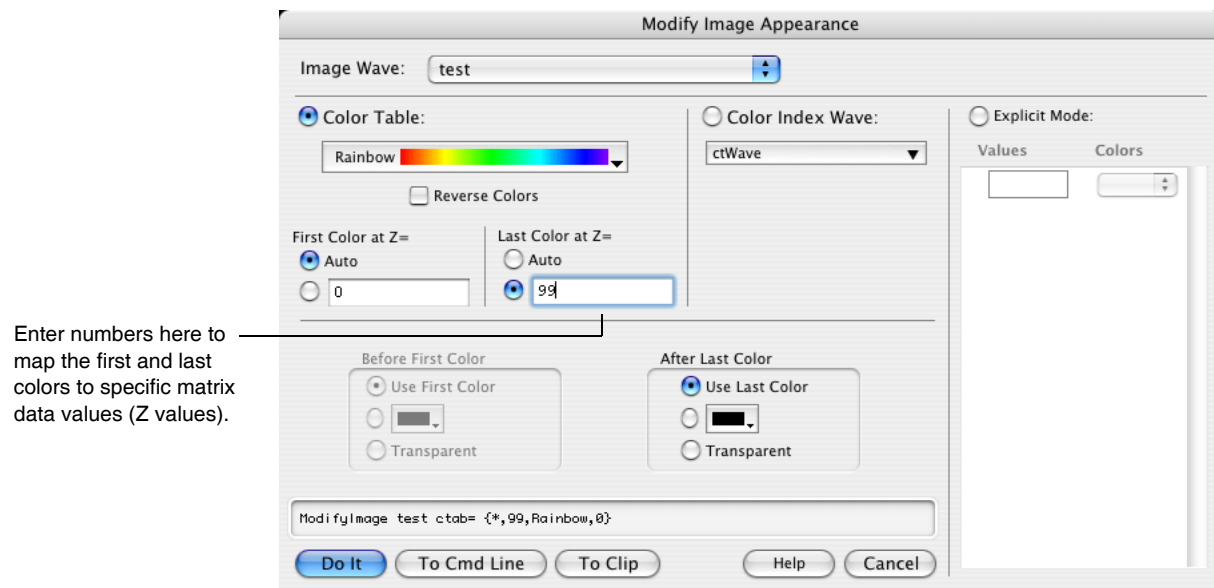 Modify Image Appearance
Image Wave: test
Color Table:
Rainbow
Reverse Colors
First Color at Z=
Auto
0
Last Color at Z=
Auto
99
Color Index Wave:
ctWave
Explicit Mode:
Values Colors
Enter numbers here to
map the first and last
colors to specific matrix
data values (Z values).
Before First Color
Use First Color
Transparent
After Last Color
Use Last Color
Transparent
ModifyImage test ctab= {*,99,Rainbow,0}
Do It To Cmd Line To Clip Help Cancel